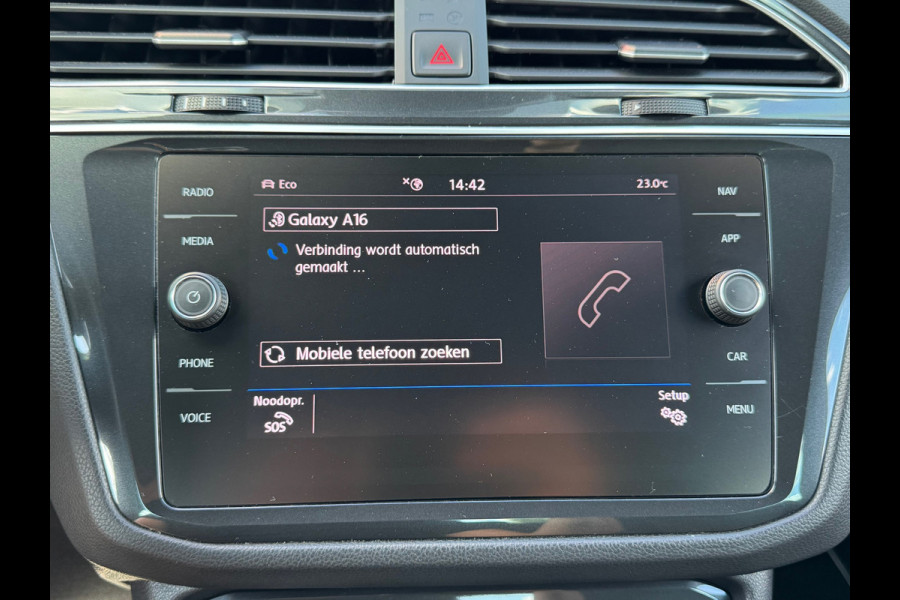 RADIO
MEDIA
PHONE
VOICE
Eco
14:42
23.0°C
Galaxy A16
Verbinding wordt automatisch
gemaakt ...
Mobiele telefoon zoeken
Noodopr.
SOS
Setup
NAV
APP
CAR
MENU